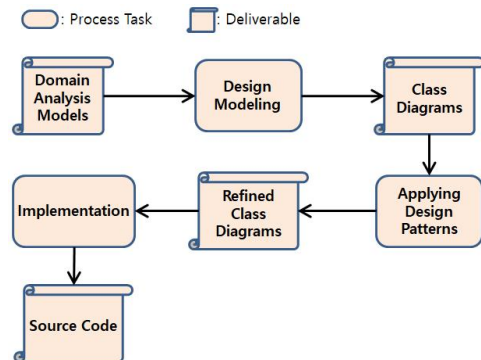 : Process Task
: Deliverable
Domain
Analysis
Models
Design
Modeling
Class
Diagrams
Implementation
Refined
Class
Diagrams
Applying
Design
Patterns
Source Code